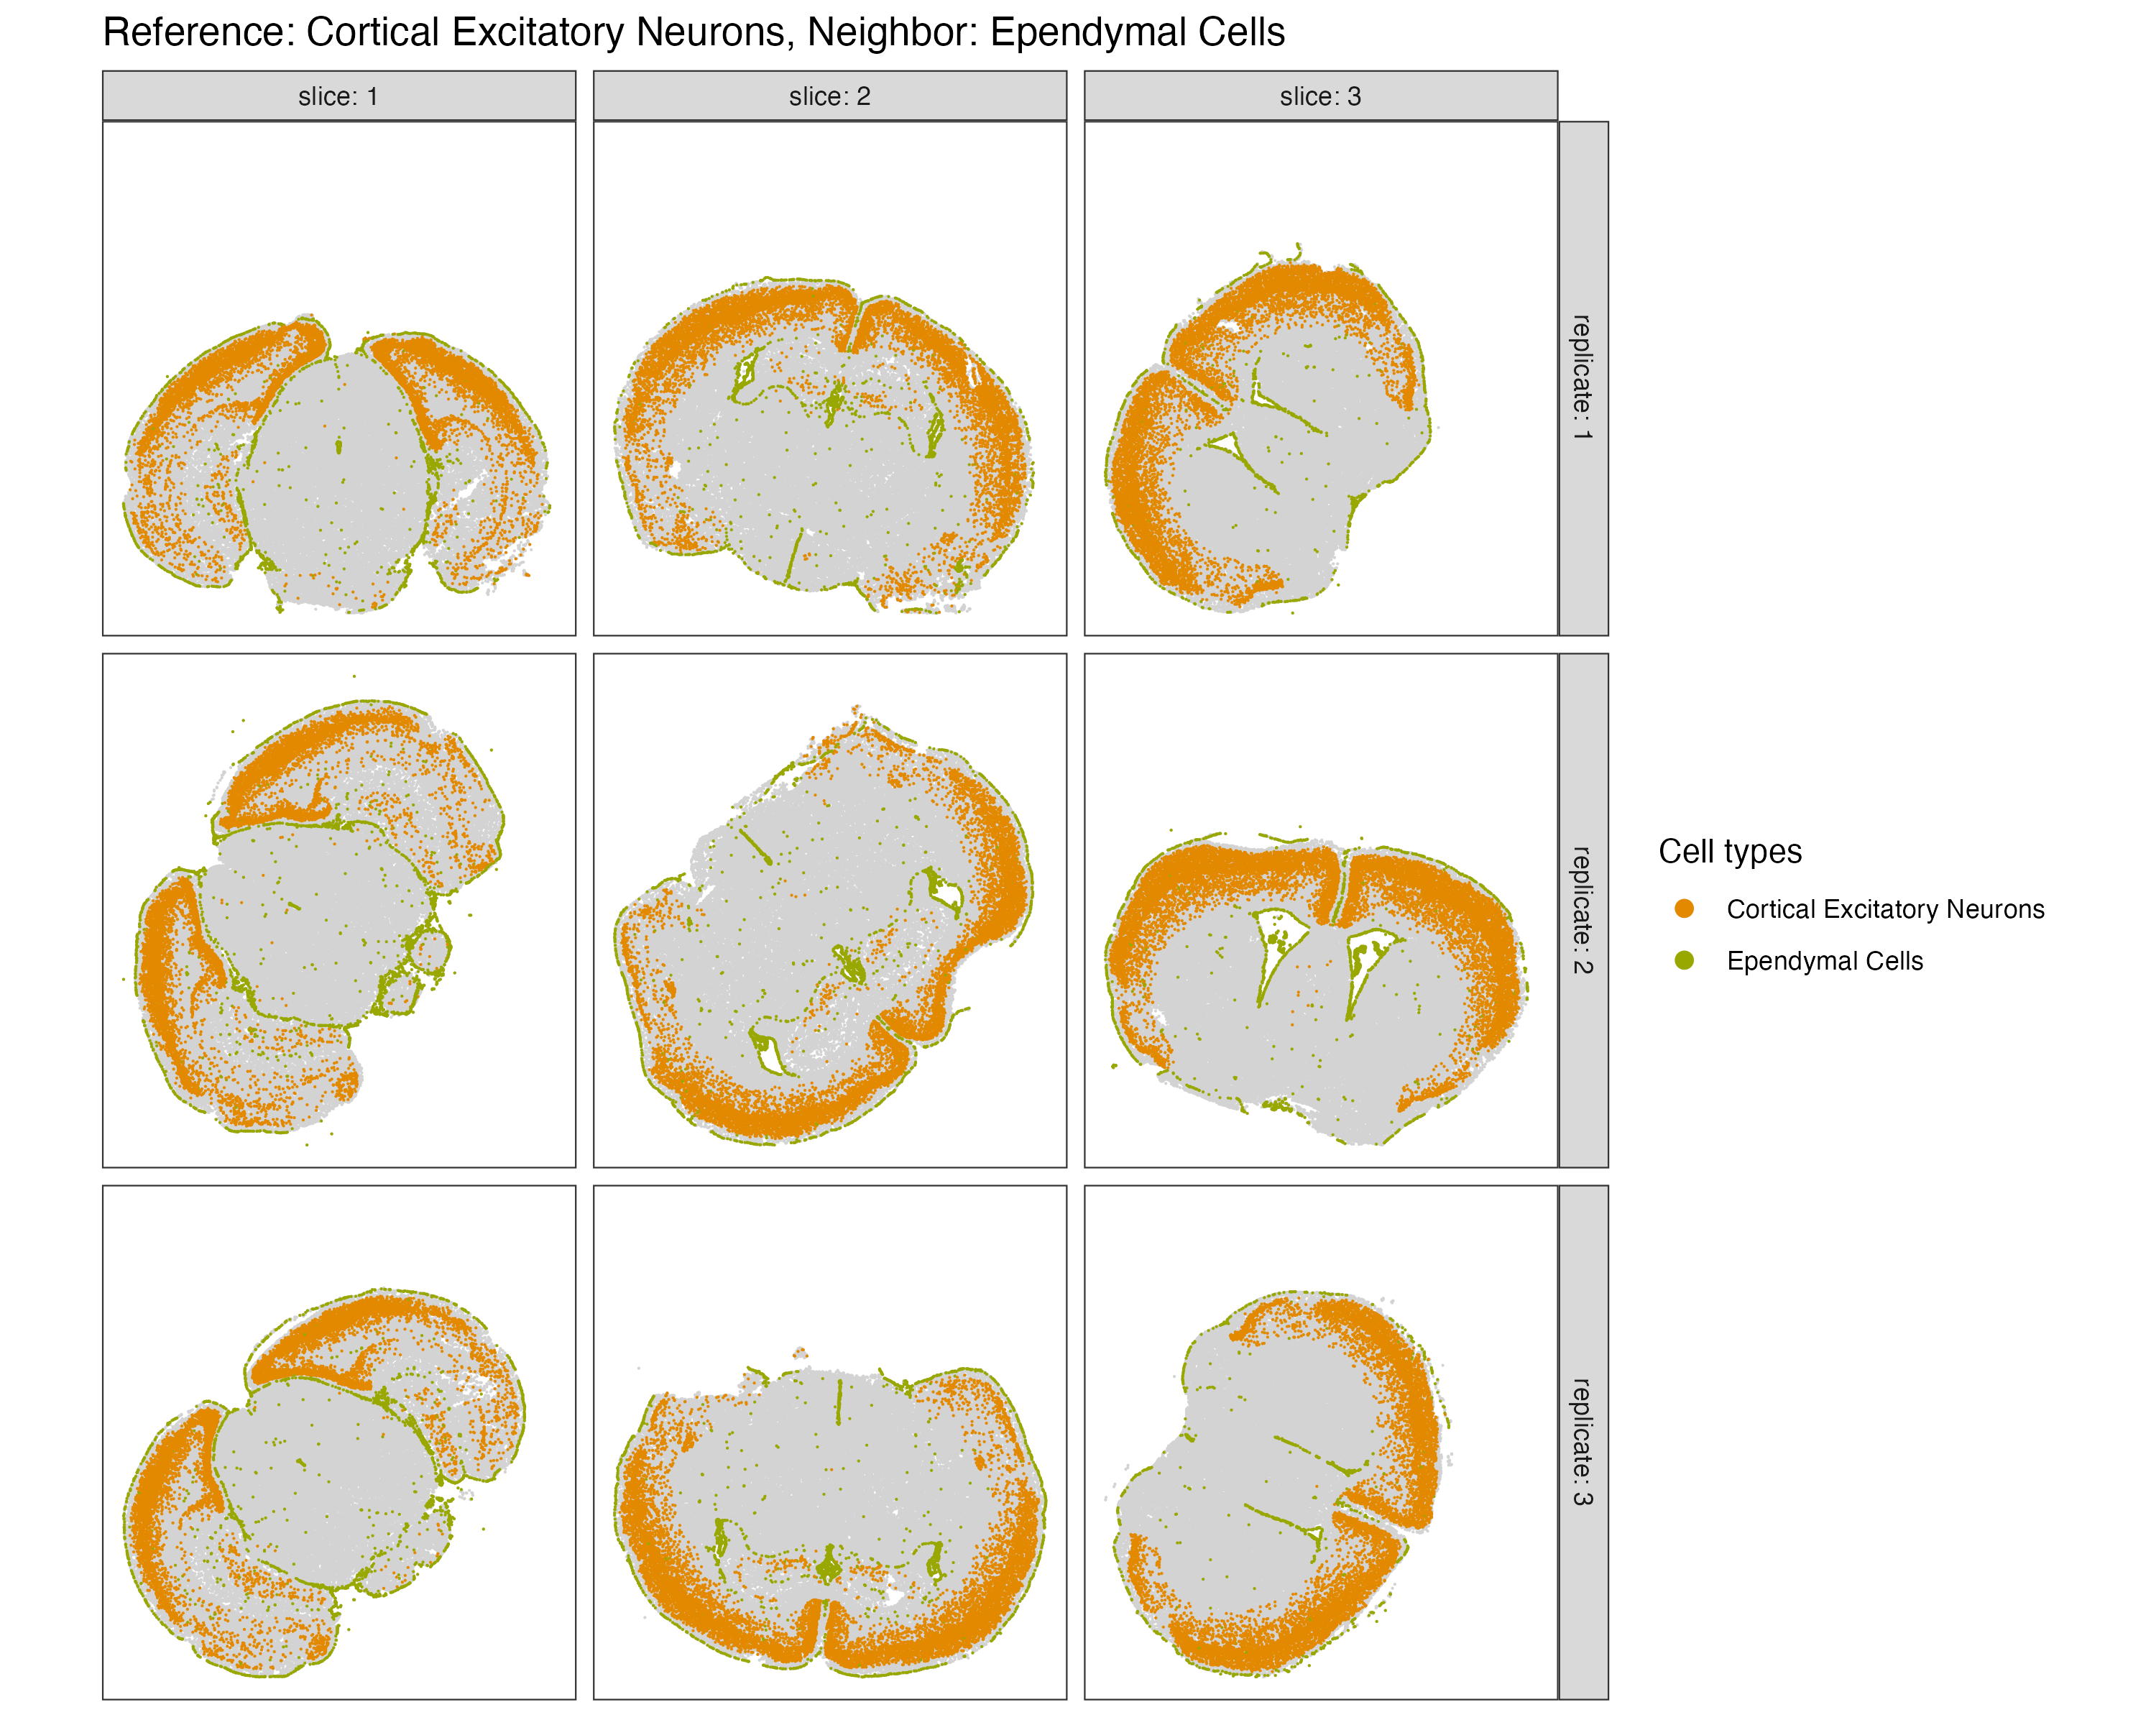 Reference: Cortical Excitatory Neurons, Neighbor: Ependymal Cells
slice: 1
slice: 2
slice: 3
replicate: 1
replicate: 2
replicate: 3
Cell types
Cortical Excitatory Neurons
Ependymal Cells